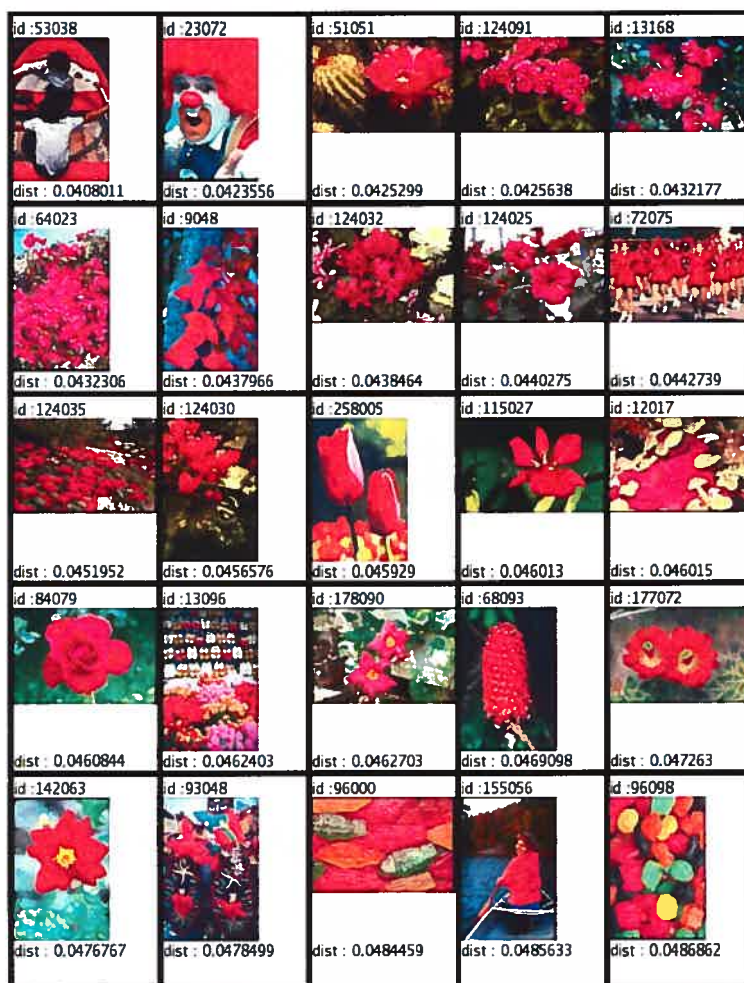 id :53038
id :23072
id :51051
id :124091
id :13168
dist : 0.0408011
dist : 0.0423556
dist : 0.0425299
dist : 0.0425638
dist : 0.0432177
id :64023
id :9048
id :124032
id :124025
id :72075
dist : 0.0432306
dist : 0.0437966
dist : 0.0438464
dist : 0.0440275
dist : 0.0442739
id :124035
id :124030
id :258005
id :115027
id :12017
dist : 0.0451952
dist : 0.0456576
dist : 0.045929
dist : 0.046013
dist : 0.046015
id :84079
id :13096
id :178090
id :68093
id :177072
dist : 0.0460844
dist : 0.0462403
dist : 0.0462703
dist : 0.0469098
dist : 0.047263
id :142063
id :93048
id :96000
id :155056
id :96098
dist : 0.0476767
dist : 0.0478499
dist : 0.0484459
dist : 0.0485633
dist : 0.0486862